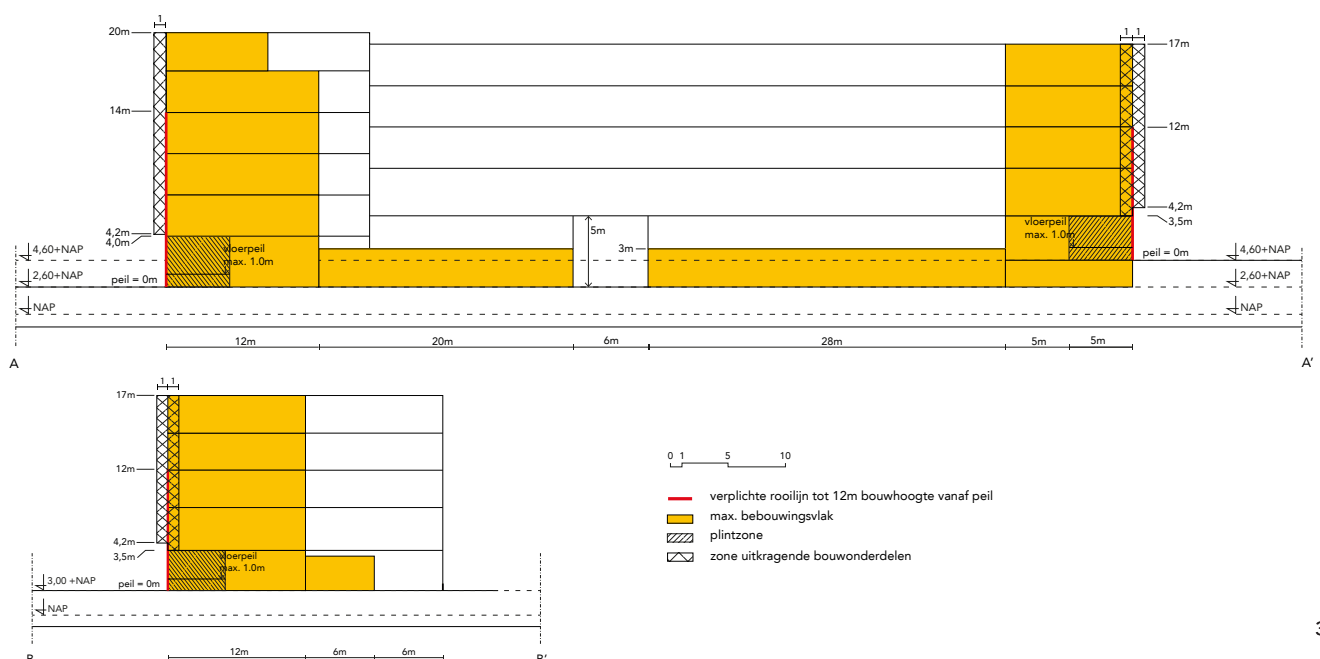 1
20m
14m
4,2m
4,0m
4,60+NAP
2,60+NAP
NAP
peil = 0m
vloerpeil
max. 1.0m
5m
3m
1 1
17m
12m
4,2m
3,5m
vloerpeil
max. 1.0m
peil = 0m
4,60+NAP
2,60+NAP
NAP
12m 20m 6m 28m 5m 5m
A A'
1 1
17m
12m
4,2m
3,5m
vloerpeil
max. 1.0m
3,00 +NAP
peil = 0m
NAP
12m 6m 6m
B B'
0 1 5 10
verplichte rooilijn tot 12m bouwhoogte vanaf peil
max. bebouwingsvlak
plintzone
zone uitkragende bouwonderdelen
3